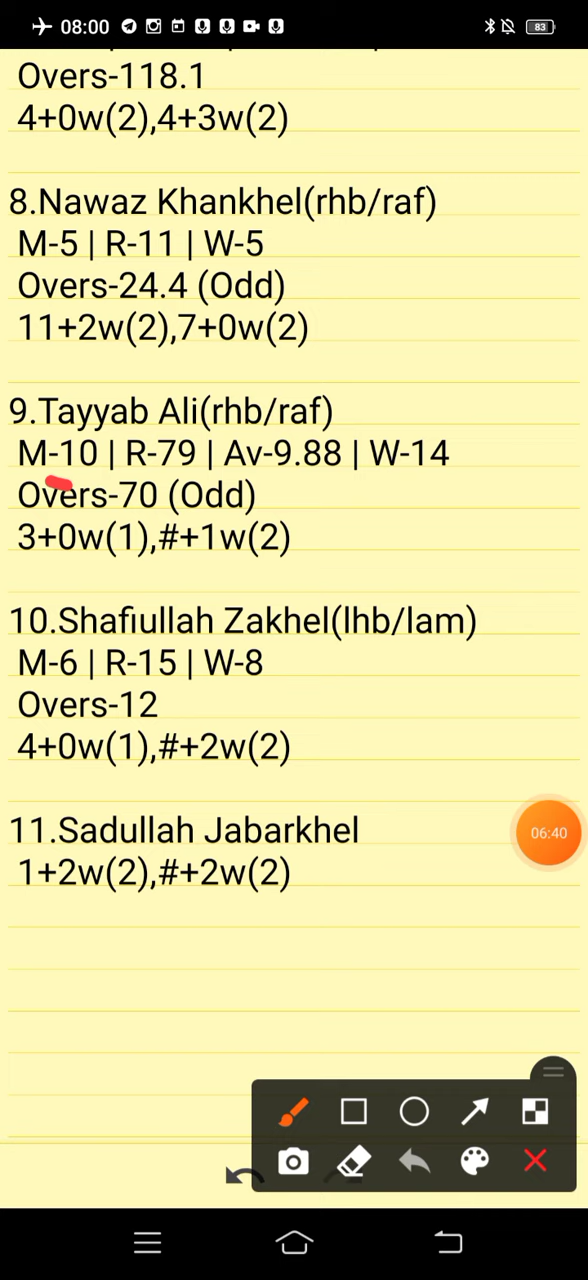 08:00
83
Overs-118.1
4+0w(2),4+3w(2)
8.Nawaz Khankhel(rhb/raf)
M-5 | R-11 | W-5
Overs-24.4 (Odd)
11+2w(2),7+0w(2)
9.Tayyab Ali(rhb/raf)
M-10 | R-79 | Av-9.88 | W-14
Overs-70 (Odd)
3+0w(1),#+1w(2)
10.Shafiullah Zakhel(lhb/lam)
M-6 | R-15 | W-8
Overs-12
4+0w(1),#+2w(2)
11.Sadullah Jabarkhel
06:40
1+2w(2),#+2w(2)